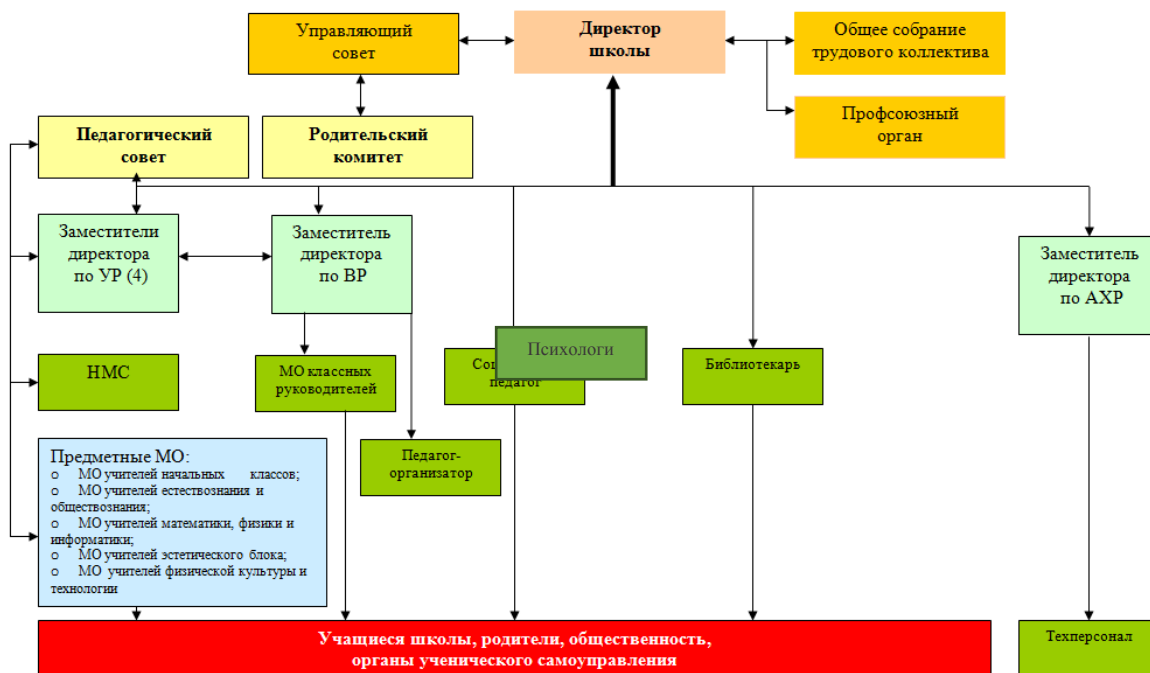 Управляющий
совет
Директор
школы
Общее собрание
трудового коллектива
Профсоюзный
орган
Педагогический
совет
Родительский
комитет
Заместители
директора
по УР (4)
Заместитель
директора
по ВР
Заместитель
директора
по АХР
Психологи
НМС
МО классных
руководителей
педагог
Библиотекарь
Педагог-
организатор
Предметные МО:
o МО учителей начальных классов;
o МО учителей естествознания и
обществознания;
o МО учителей математики, физики и
информатики;
o МО учителей эстетического блока;
o МО учителей физической культуры и
технологии
Учащиеся школы, родители, общественность,
органы ученического самоуправления
Техперсонал